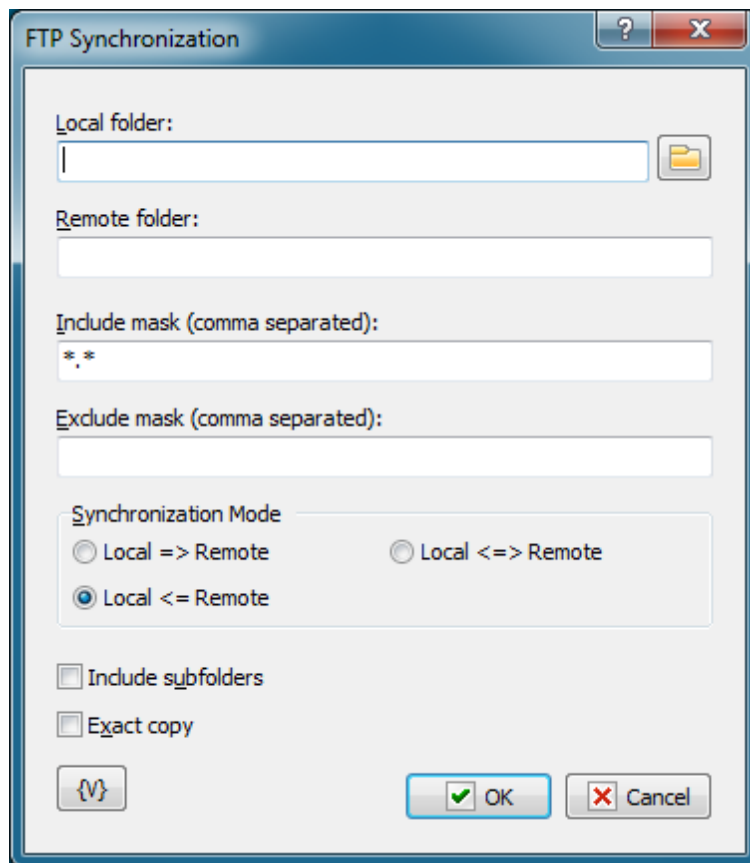 FTP Synchronization
?
Local folder:
Remote folder:
Include mask (comma separated):
*.*
Exclude mask (comma separated):
Synchronization Mode
Local => Remote
Local <=> Remote
Local <= Remote
Include subfolders
Exact copy
{V}
OK
Cancel